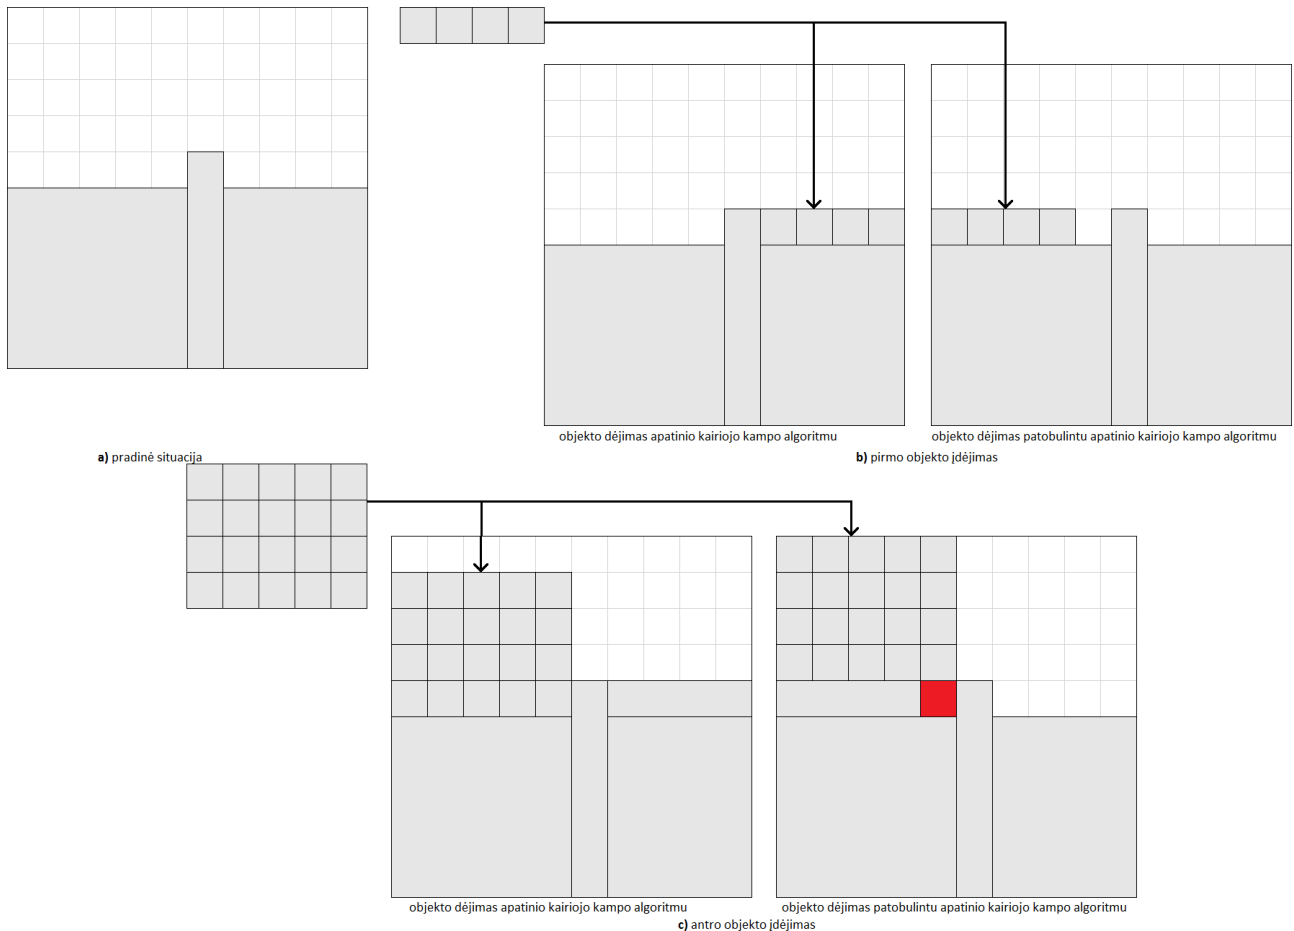 objekto dėjimas apatinio kairiojo kampo algoritmu
objekto dėjimas patobulintu apatinio kairiojo kampo algoritmu
a) pradinė situacija
b) pirmo objekto įdėjimas
objekto dėjimas apatinio kairiojo kampo algoritmu
objekto dėjimas patobulintu apatinio kairiojo kampo algoritmu
c) antro objekto įdėjimas